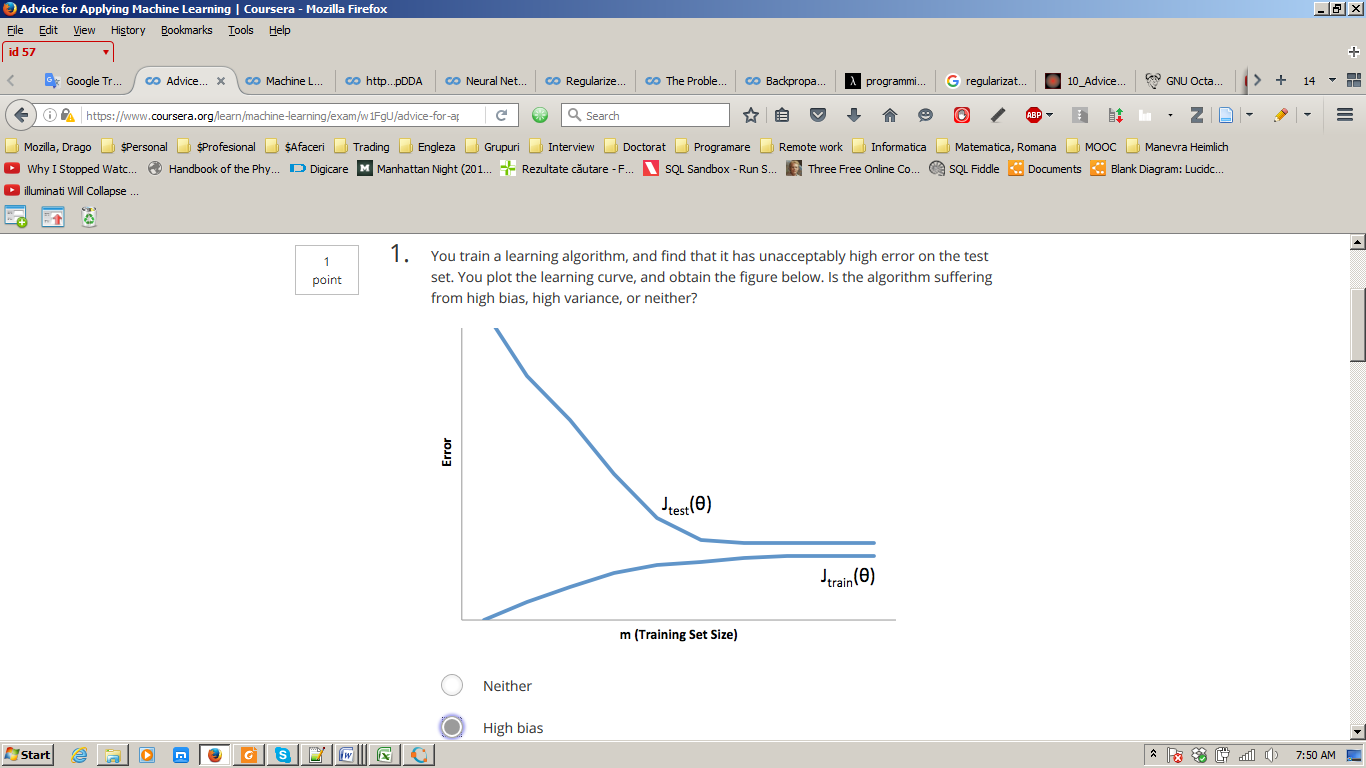 Advice for Applying Machine Learning | Coursera - Mozilla Firefox
File Edit View History Bookmarks Tools Help
id 57
Google Tr... Advice... Machine L... http...pDDA Neural Net... Regularize... The Proble... Backpropa... programmi... regularizat... 10_Advice... GNU Octa... 14
https://www.coursera.org/learn/machine-learning/exam/w1FgU/advice-for-ap Search ABP Z
Mozilla, Drago $Personal $Profesional $Afaceri Trading Engleza Grupuri Interview Doctorat Programare Remote work Informatica Matematica, Romana MOOC Manevra Heimlich
Why I Stopped Watc... Handbook of the Phy... Digicare Manhattan Night (201... Rezultate căutare - F... SQL Sandbox - Run S... Three Free Online Co... SQL Fiddle Documents Blank Diagram: Lucidc...
illuminati Will Collapse ...
1
point
1. You train a learning algorithm, and find that it has unacceptably high error on the test
set. You plot the learning curve, and obtain the figure below. Is the algorithm suffering
from high bias, high variance, or neither?
Error
Jtest(θ)
Jtrain(θ)
m (Training Set Size)
Neither
High bias
Start 7:50 AM